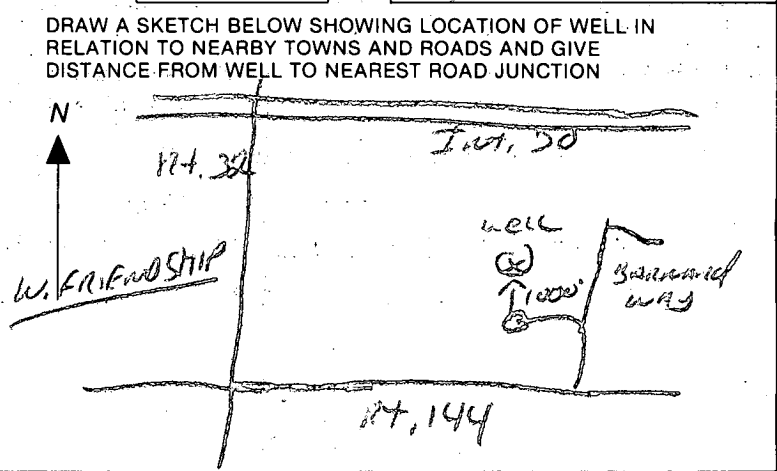 DRAW A SKETCH BELOW SHOWING LOCATION OF WELL IN
RELATION TO NEARBY TOWNS AND ROADS AND GIVE
DISTANCE FROM WELL TO NEAREST ROAD JUNCTION
N
Rt. 32
Int. 70
W. FRIENDSHIP
well
1000'
way
Rt. 144